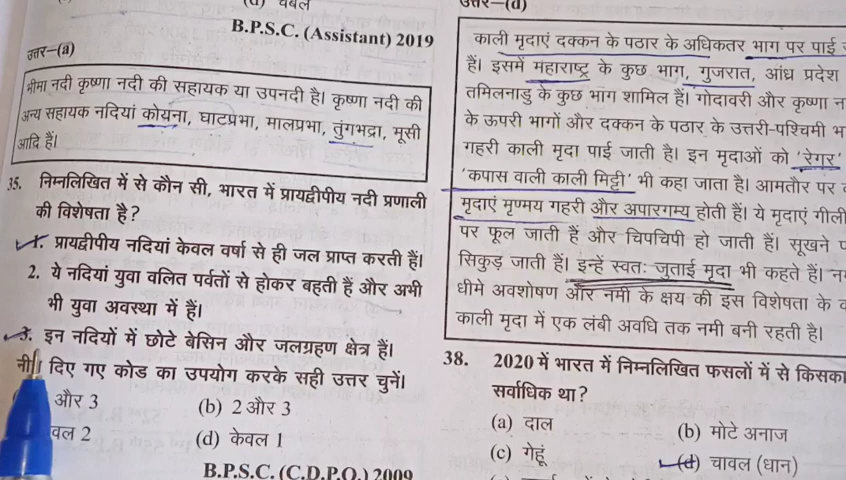 B.P.S.C. (Assistant) 2019
उत्तर–(a)
भीमा नदी कृष्णा नदी की सहायक या उपनदी है। कृष्णा नदी की
अन्य सहायक नदियां कोयना, घाटप्रभा, मालप्रभा, तुंगभद्रा, मूसी
आदि हैं।
35. निम्नलिखित में से कौन सी, भारत में प्रायद्वीपीय नदी प्रणाली
की विशेषता है?
1. प्रायद्वीपीय नदियां केवल वर्षा से ही जल प्राप्त करती हैं।
2. ये नदियां युवा वलित पर्वतों से होकर बहती हैं और अभी
भी युवा अवस्था में हैं।
3. इन नदियों में छोटे बेसिन और जलग्रहण क्षेत्र हैं।
दिए गए कोड का उपयोग करके सही उत्तर चुनें।
और 3
(b) 2 और 3
2
(d) केवल 1
B.P.S.C. (C.D.P.O.) 2009
उत्तर–(d)
काली मृदाएं दक्कन के पठार के अधिकतर भाग पर पाई
हैं। इसमें महाराष्ट्र के कुछ भाग, गुजरात, आंध्र प्रदेश
तमिलनाडु के कुछ भाग शामिल हैं। गोदावरी और कृष्णा
के ऊपरी भागों और दक्कन के पठार के उत्तरी-पश्चिमी
गहरी काली मृदा पाई जाती है। इन मृदाओं को 'रेगर'
'कपास वाली काली मिट्टी' भी कहा जाता है। आमतौर पर
मृदाएं मृण्मय गहरी और अपारगम्य होती हैं। ये मृदाएं गीली
पर फूल जाती हैं और चिपचिपी हो जाती हैं। सूखने
सिकुड़ जाती हैं। इन्हें स्वतः जुताई मृदा भी कहते हैं।
धीमे अवशोषण और नमी के क्षय की इस विशेषता के
काली मृदा में एक लंबी अवधि तक नमी बनी रहती है।
38. 2020 में भारत में निम्नलिखित फसलों में से किसका
सर्वाधिक था?
(a) दाल
(b) मोटे अनाज
(c) गेहूं
(d) चावल (धान)